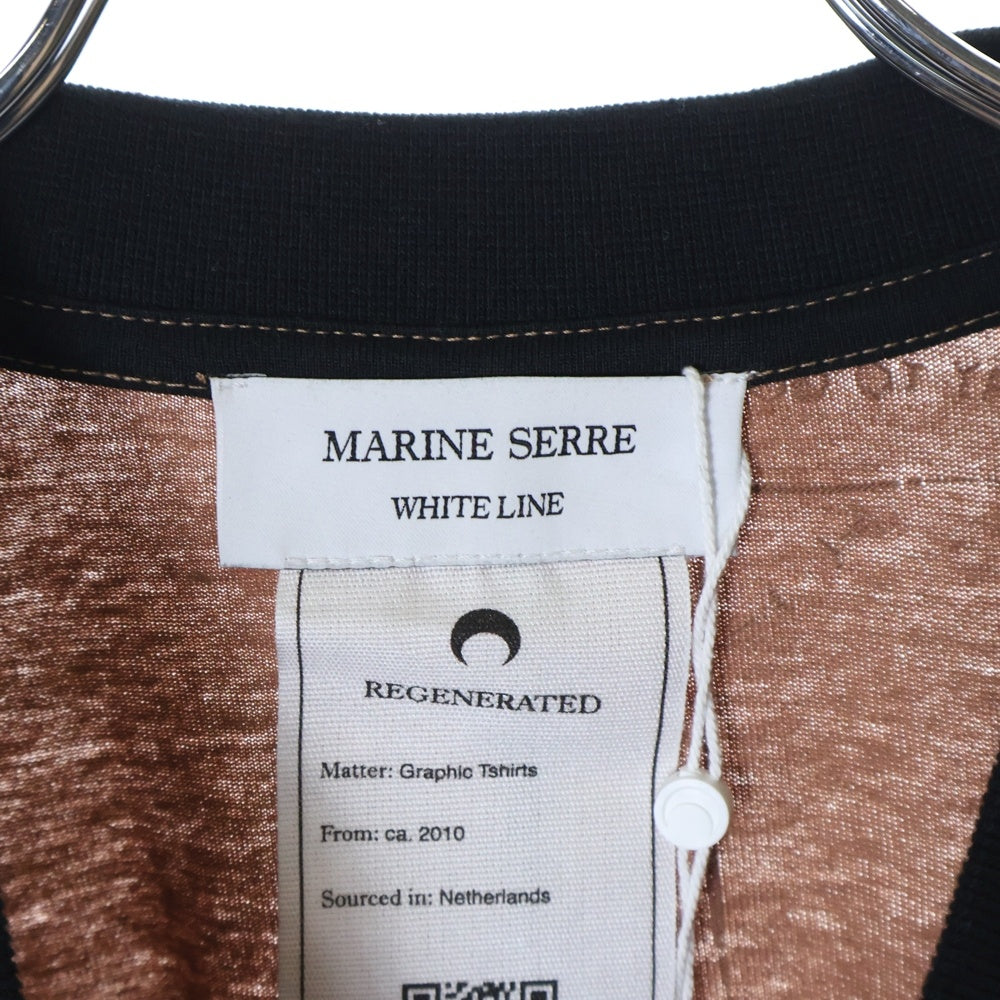 MARINE SERRE
WHITE LINE
REGENERATED
Matter: Graphic Tshirts
From: ca. 2010
Sourced in: Netherlands